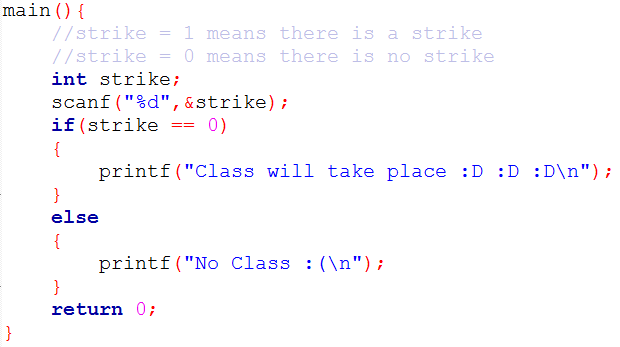 main(){
    //strike = 1 means there is a strike
    //strike = 0 means there is no strike
    int strike;
    scanf("%d",&strike);
    if(strike == 0)
    {
        printf("Class will take place :D :D :D\n");
    }
    else
    {
        printf("No Class :(\n");
    }
    return 0;
}